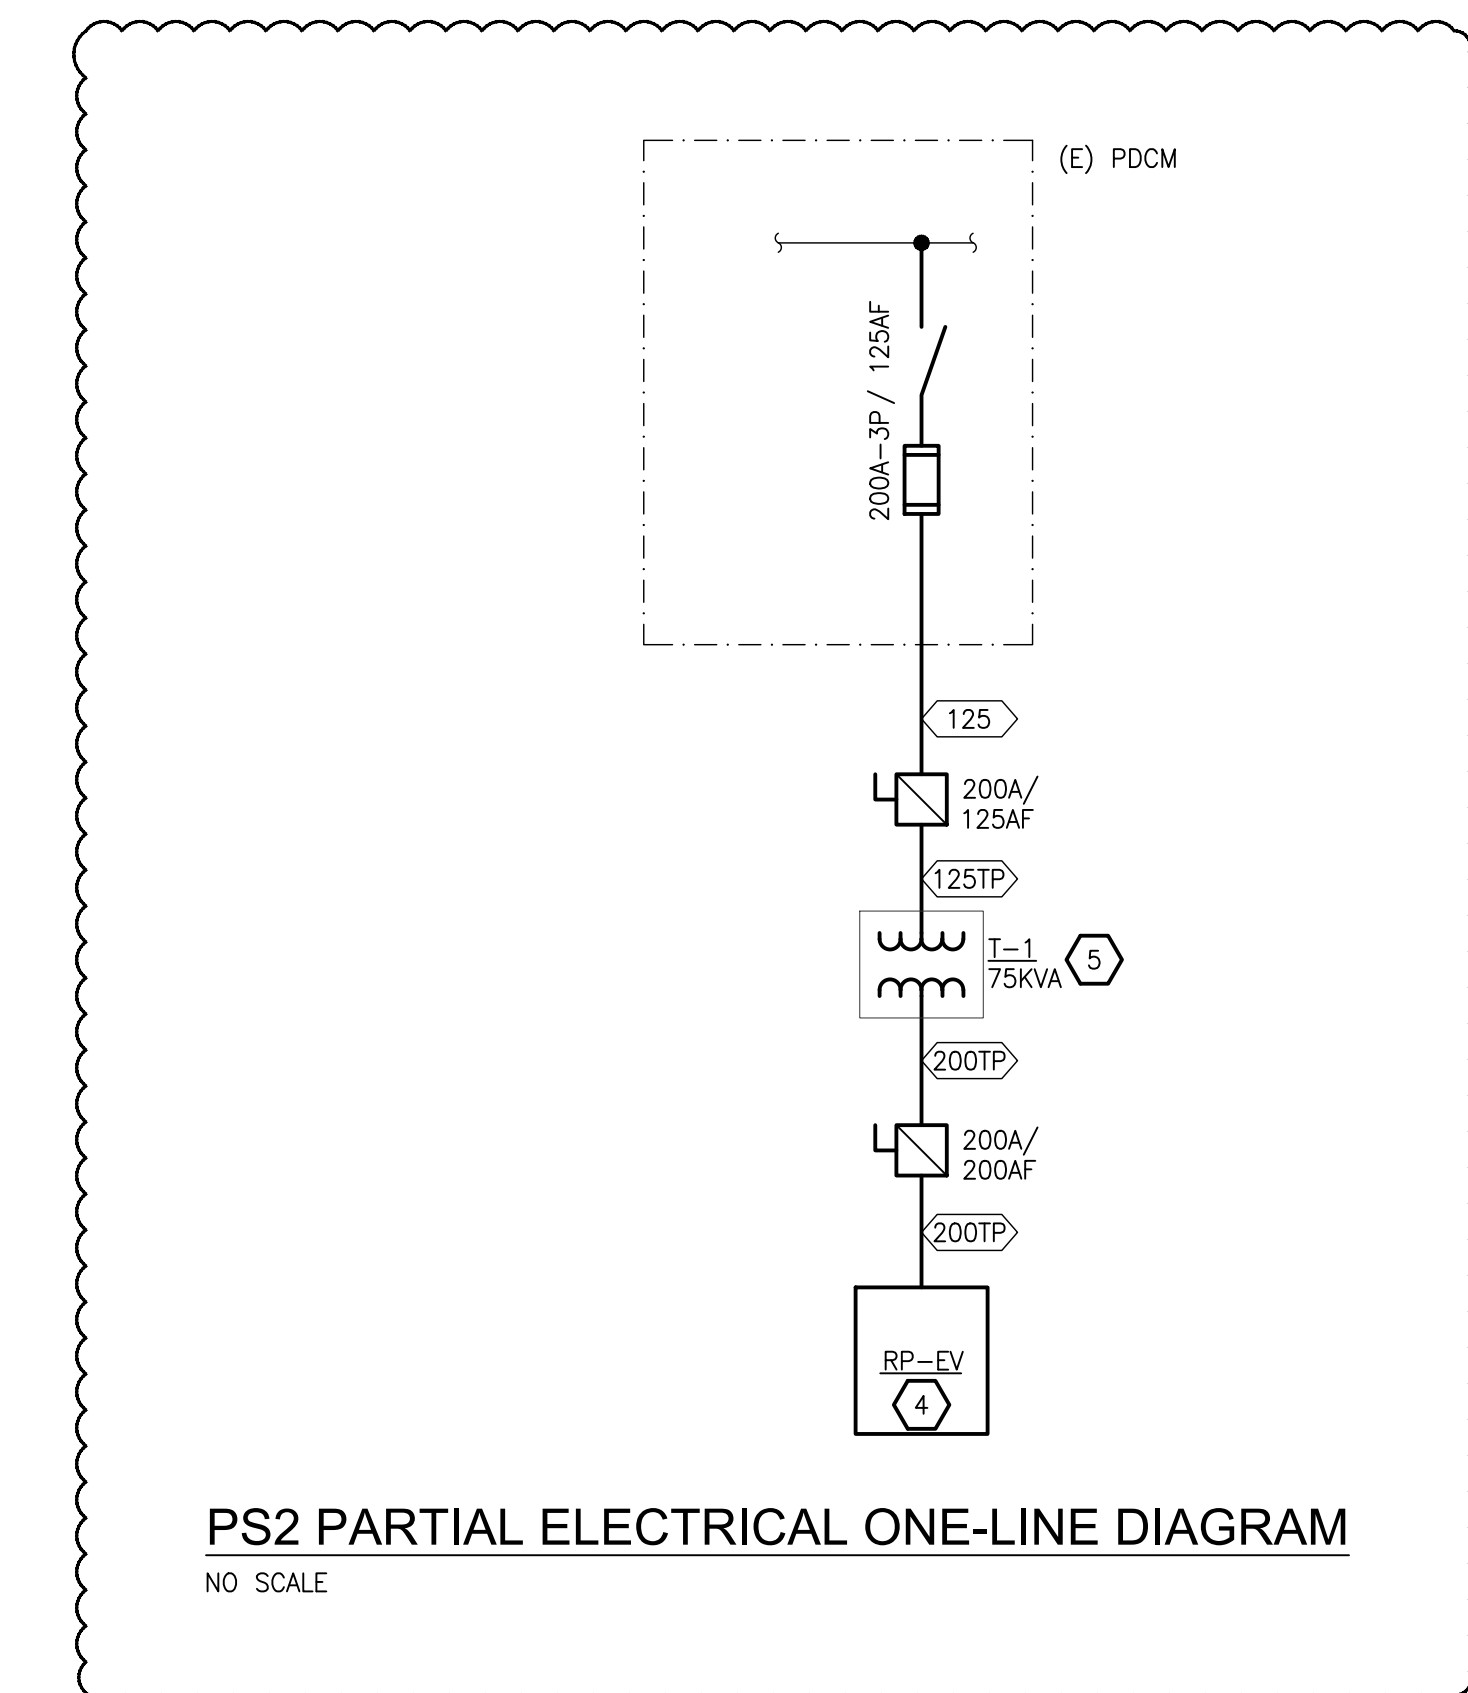 (E) PDCM
200A-3P / 125AF
125
200A/
125AF
125TP
T-1
75KVA
5
200TP
200A/
200AF
200TP
RP-EV
4
PS2 PARTIAL ELECTRICAL ONE-LINE DIAGRAM
NO SCALE